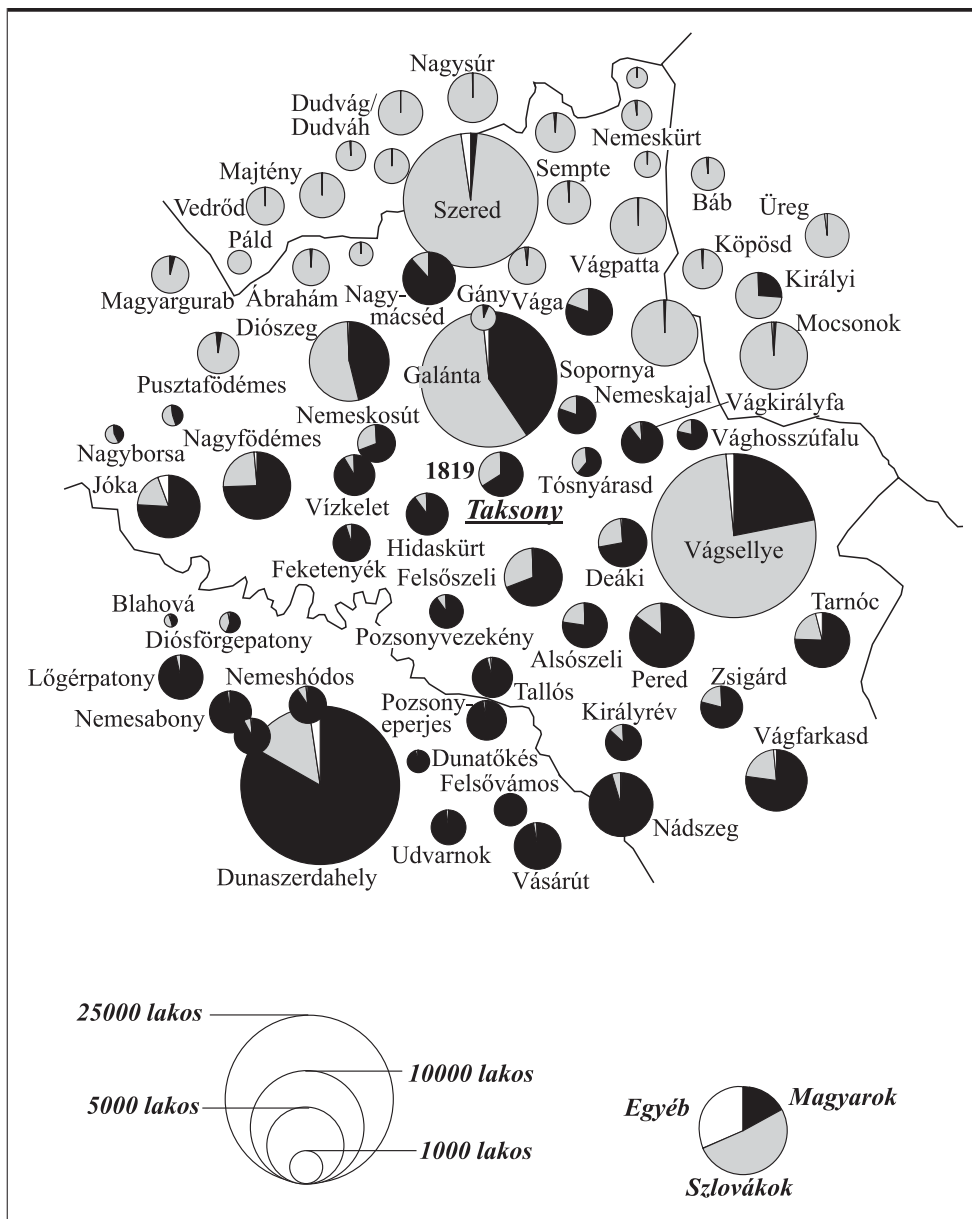 Nagysúr
Dudvág/
Dudváh
Nemeskürt
Sempte
Majtény
Báb
Vedrőd
Szered
Üreg
Páld
Köpösd
Vágpatta
Királyi
Magyargurab
Ábrahám
Nagy-
mácséd
Gány
Vága
Diószeg
Mocsonok
Galánta
Sopornya
Pusztafödémes
Nemeskajal
Nemeskosút
Vágkirályfa
Nagyborsa
Nagyfödémes
Vághosszúfalu
Jóka
1819
Tósnyárasd
Vízkelet
Taksony
Hidaskürt
Vágsellye
Feketenyék
Felsőszeli
Deáki
Blahová
Tarnóc
Diósförgepatony
Pozsonyvezekény
Alsószeli
Pered
Lőgérpatony
Nemeshódos
Tallós
Zsigárd
Nemesabony
Pozsony-
eperjes
Királyrév
Vágfarkasd
Dunatőkés
Felsővámos
Nádszeg
Udvarnok
Vásárút
Dunaszerdahely
25000 lakos
10000 lakos
5000 lakos
1000 lakos
Egyéb
Magyarok
Szlovákok